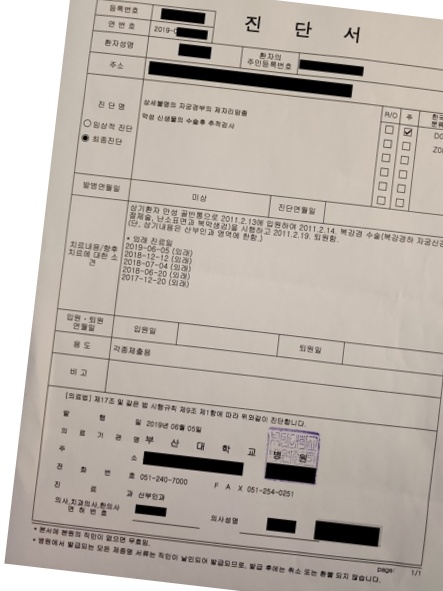 진 단 서
등록번호
연 번 호 2019-
환자성명
환자의
주민등록번호
주소
진 단 명
○임상적 진단
◉ 최종진단
상세불명의 자궁경부의 제자리암종
악성 신생물의 수술후 추적검사
R/O 주
발병연월일 미상 진단연월일
치료내용/향후
치료에 대한 소
견
상기환자 만성 골반통으로 2011.2.13에 입원하여 2011.2.14. 복강경 수술(복강경하
절제술, 난소표면과 복막생검)을 시행하고 2011.2.19. 퇴원함.
(단, 상기내용은 산부인과 영역에 한함.)
* 외래 진료일
2019-06-05 (외래)
2018-12-12 (외래)
2018-07-04 (외래)
2018-06-20 (외래)
2017-12-20 (외래)
입원·퇴원
연월일
입원일 퇴원일
용 도 각종제출용
비 고
[의료법] 제17조 및 같은 법 시행규칙 제9조 제1항에 따라 위와같이 진단합니다.
발 행 일 2019년 06월 05일
의 료 기 관 명 부 산 대 학 교 병 원
주 소
전 화 번 호 051-240-7000 F A X 051-254-0251
진 료 과 산부인과
의사,치과의사,한의사
면 허 번 호
의사성명
* 본서에 본원의 직인이 없으면 무효임.
* 병원에서 발급되는 모든 제증명 서류는 직인이 날인되어 발급되므로, 발급 후에는 취소 또는 환불 되지 않습니다.
page: 1/1